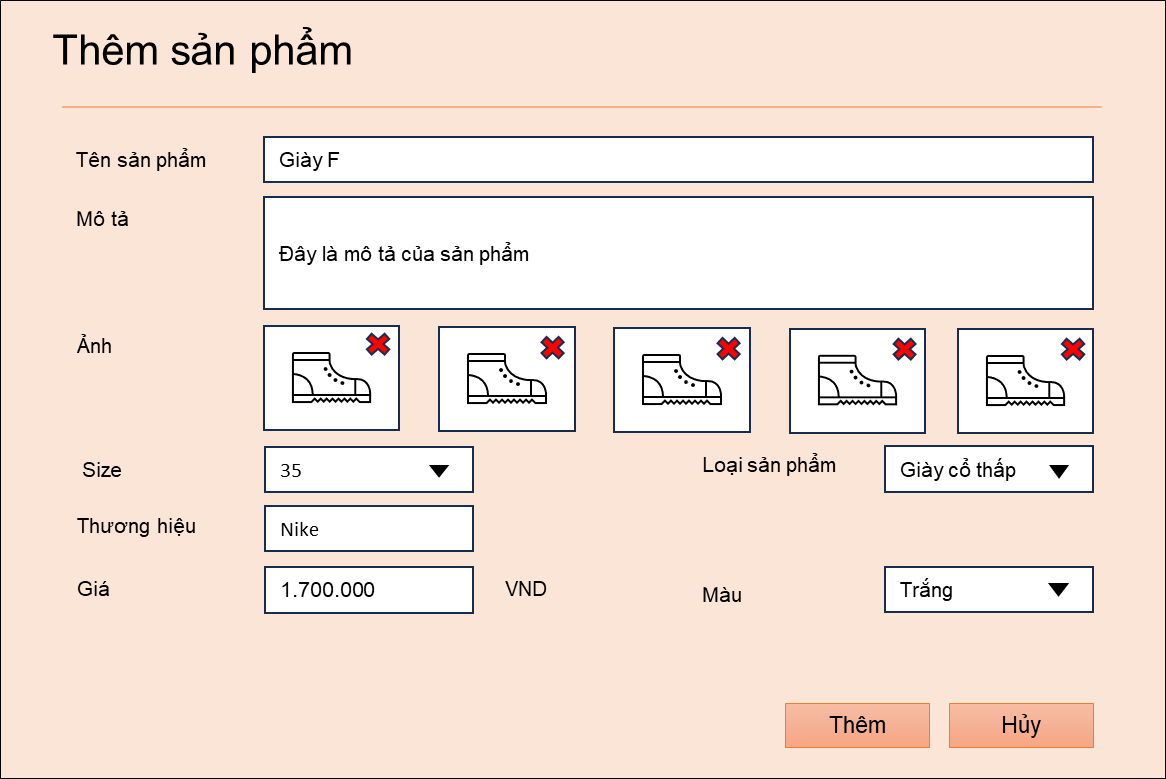 Thêm sản phẩm
Tên sản phẩm
Giày F
Mô tả
Đây là mô tả của sản phẩm
Ảnh
Size
35
Loại sản phẩm
Giày cổ thấp
Thương hiệu
Nike
Giá
1.700.000
VND
Màu
Trắng
Thêm
Hủy